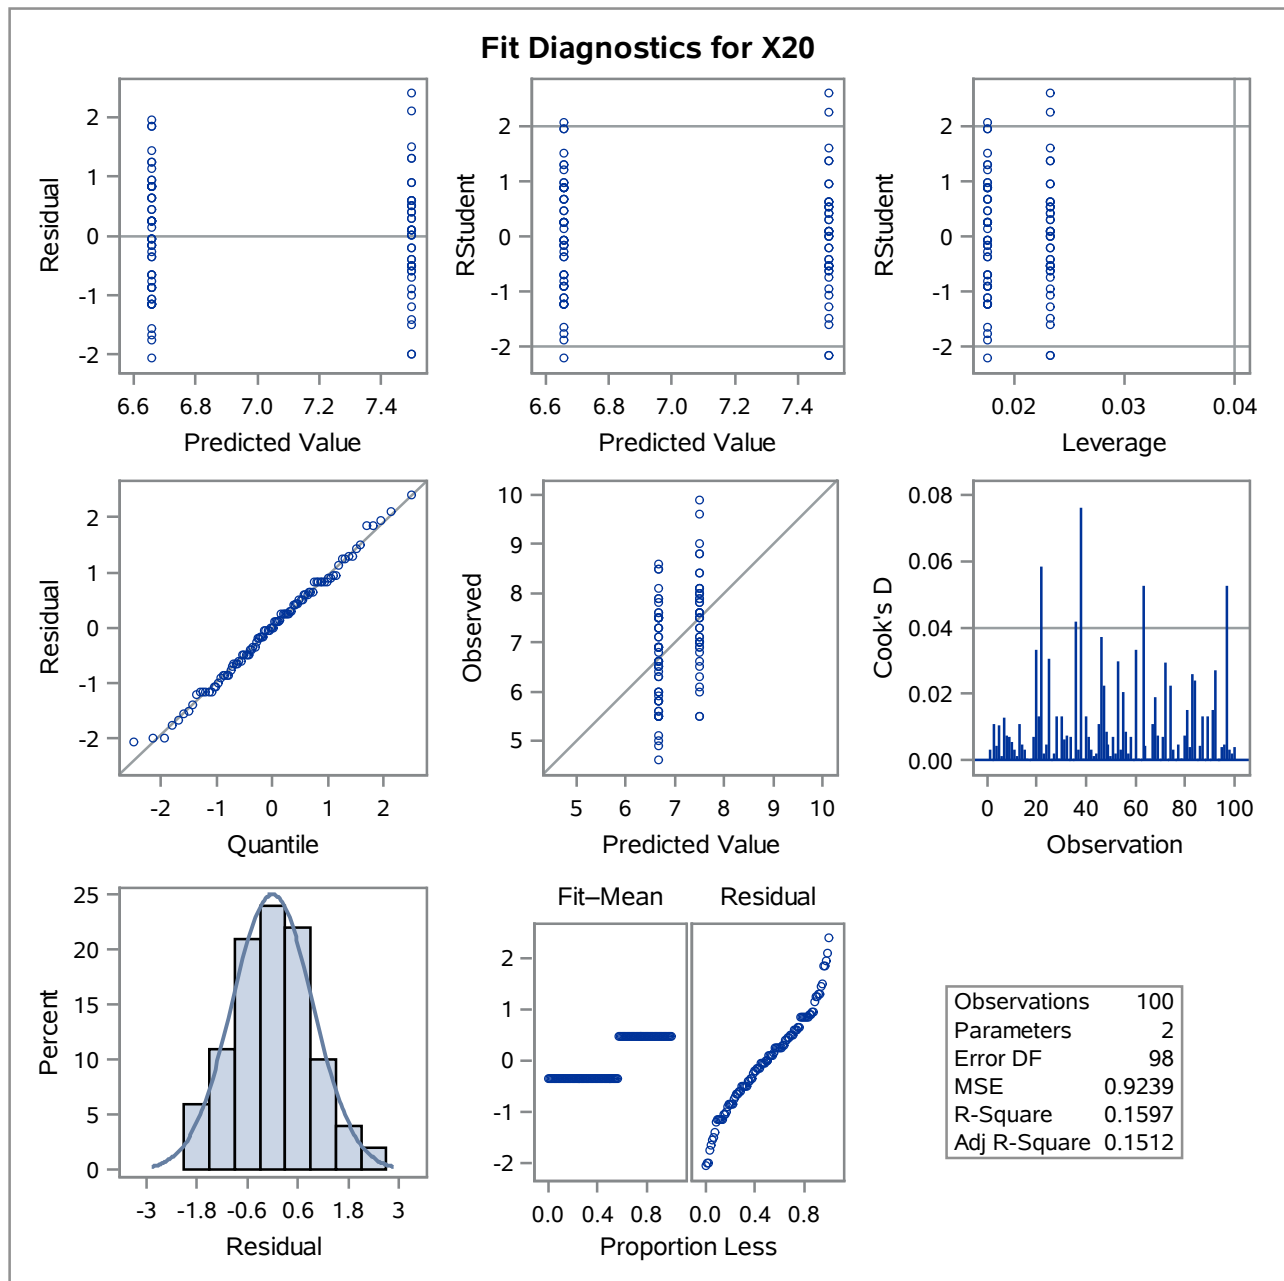 Fit Diagnostics for X20
Residual
2
1
0
-1
-2
6.6 6.8 7.0 7.2 7.4
Predicted Value
RStudent
2
1
0
-1
-2
6.6 6.8 7.0 7.2 7.4
Predicted Value
RStudent
2
1
0
-1
-2
0.02 0.03 0.04
Leverage
Residual
2
1
0
-1
-2
-2 -1 0 1 2
Quantile
Observed
10
9
8
7
6
5
5 6 7 8 9 10
Predicted Value
Cook's D
0.08
0.06
0.04
0.02
0.00
0 20 40 60 80 100
Observation
Percent
25
20
15
10
5
0
-3 -1.8 -0.6 0.6 1.8 3
Residual
Fit–Mean Residual
2
1
0
-1
-2
0.0 0.4 0.8 0.0 0.4 0.8
Proportion Less
Observations 100
Parameters 2
Error DF 98
MSE 0.9239
R-Square 0.1597
Adj R-Square 0.1512